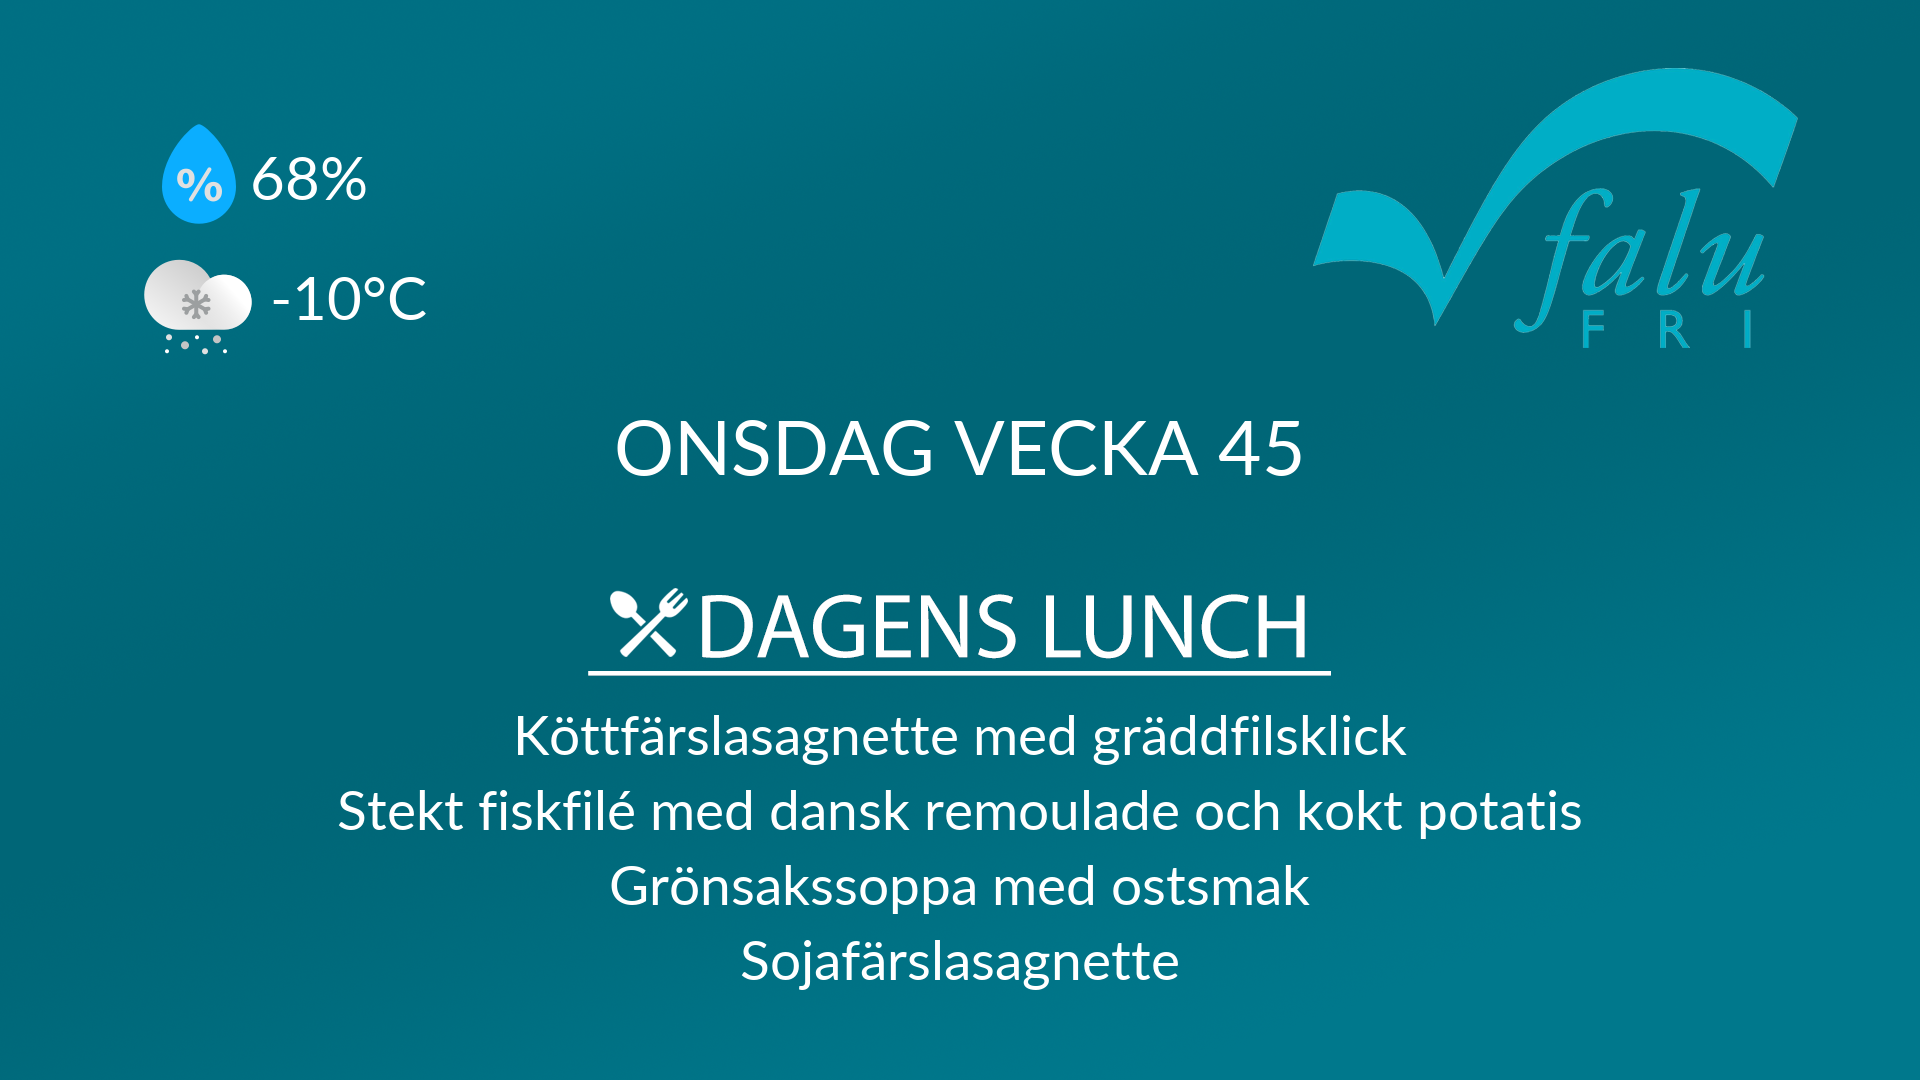 %
68%
-10°C
falu
FRI
ONSDAG VECKA 45
DAGENS LUNCH
Köttfärslasagnette med gräddfilsklick
Stekt fiskfilé med dansk remoulade och kokt potatis
Grönsakssoppa med ostsmak
Sojafärslasagnette